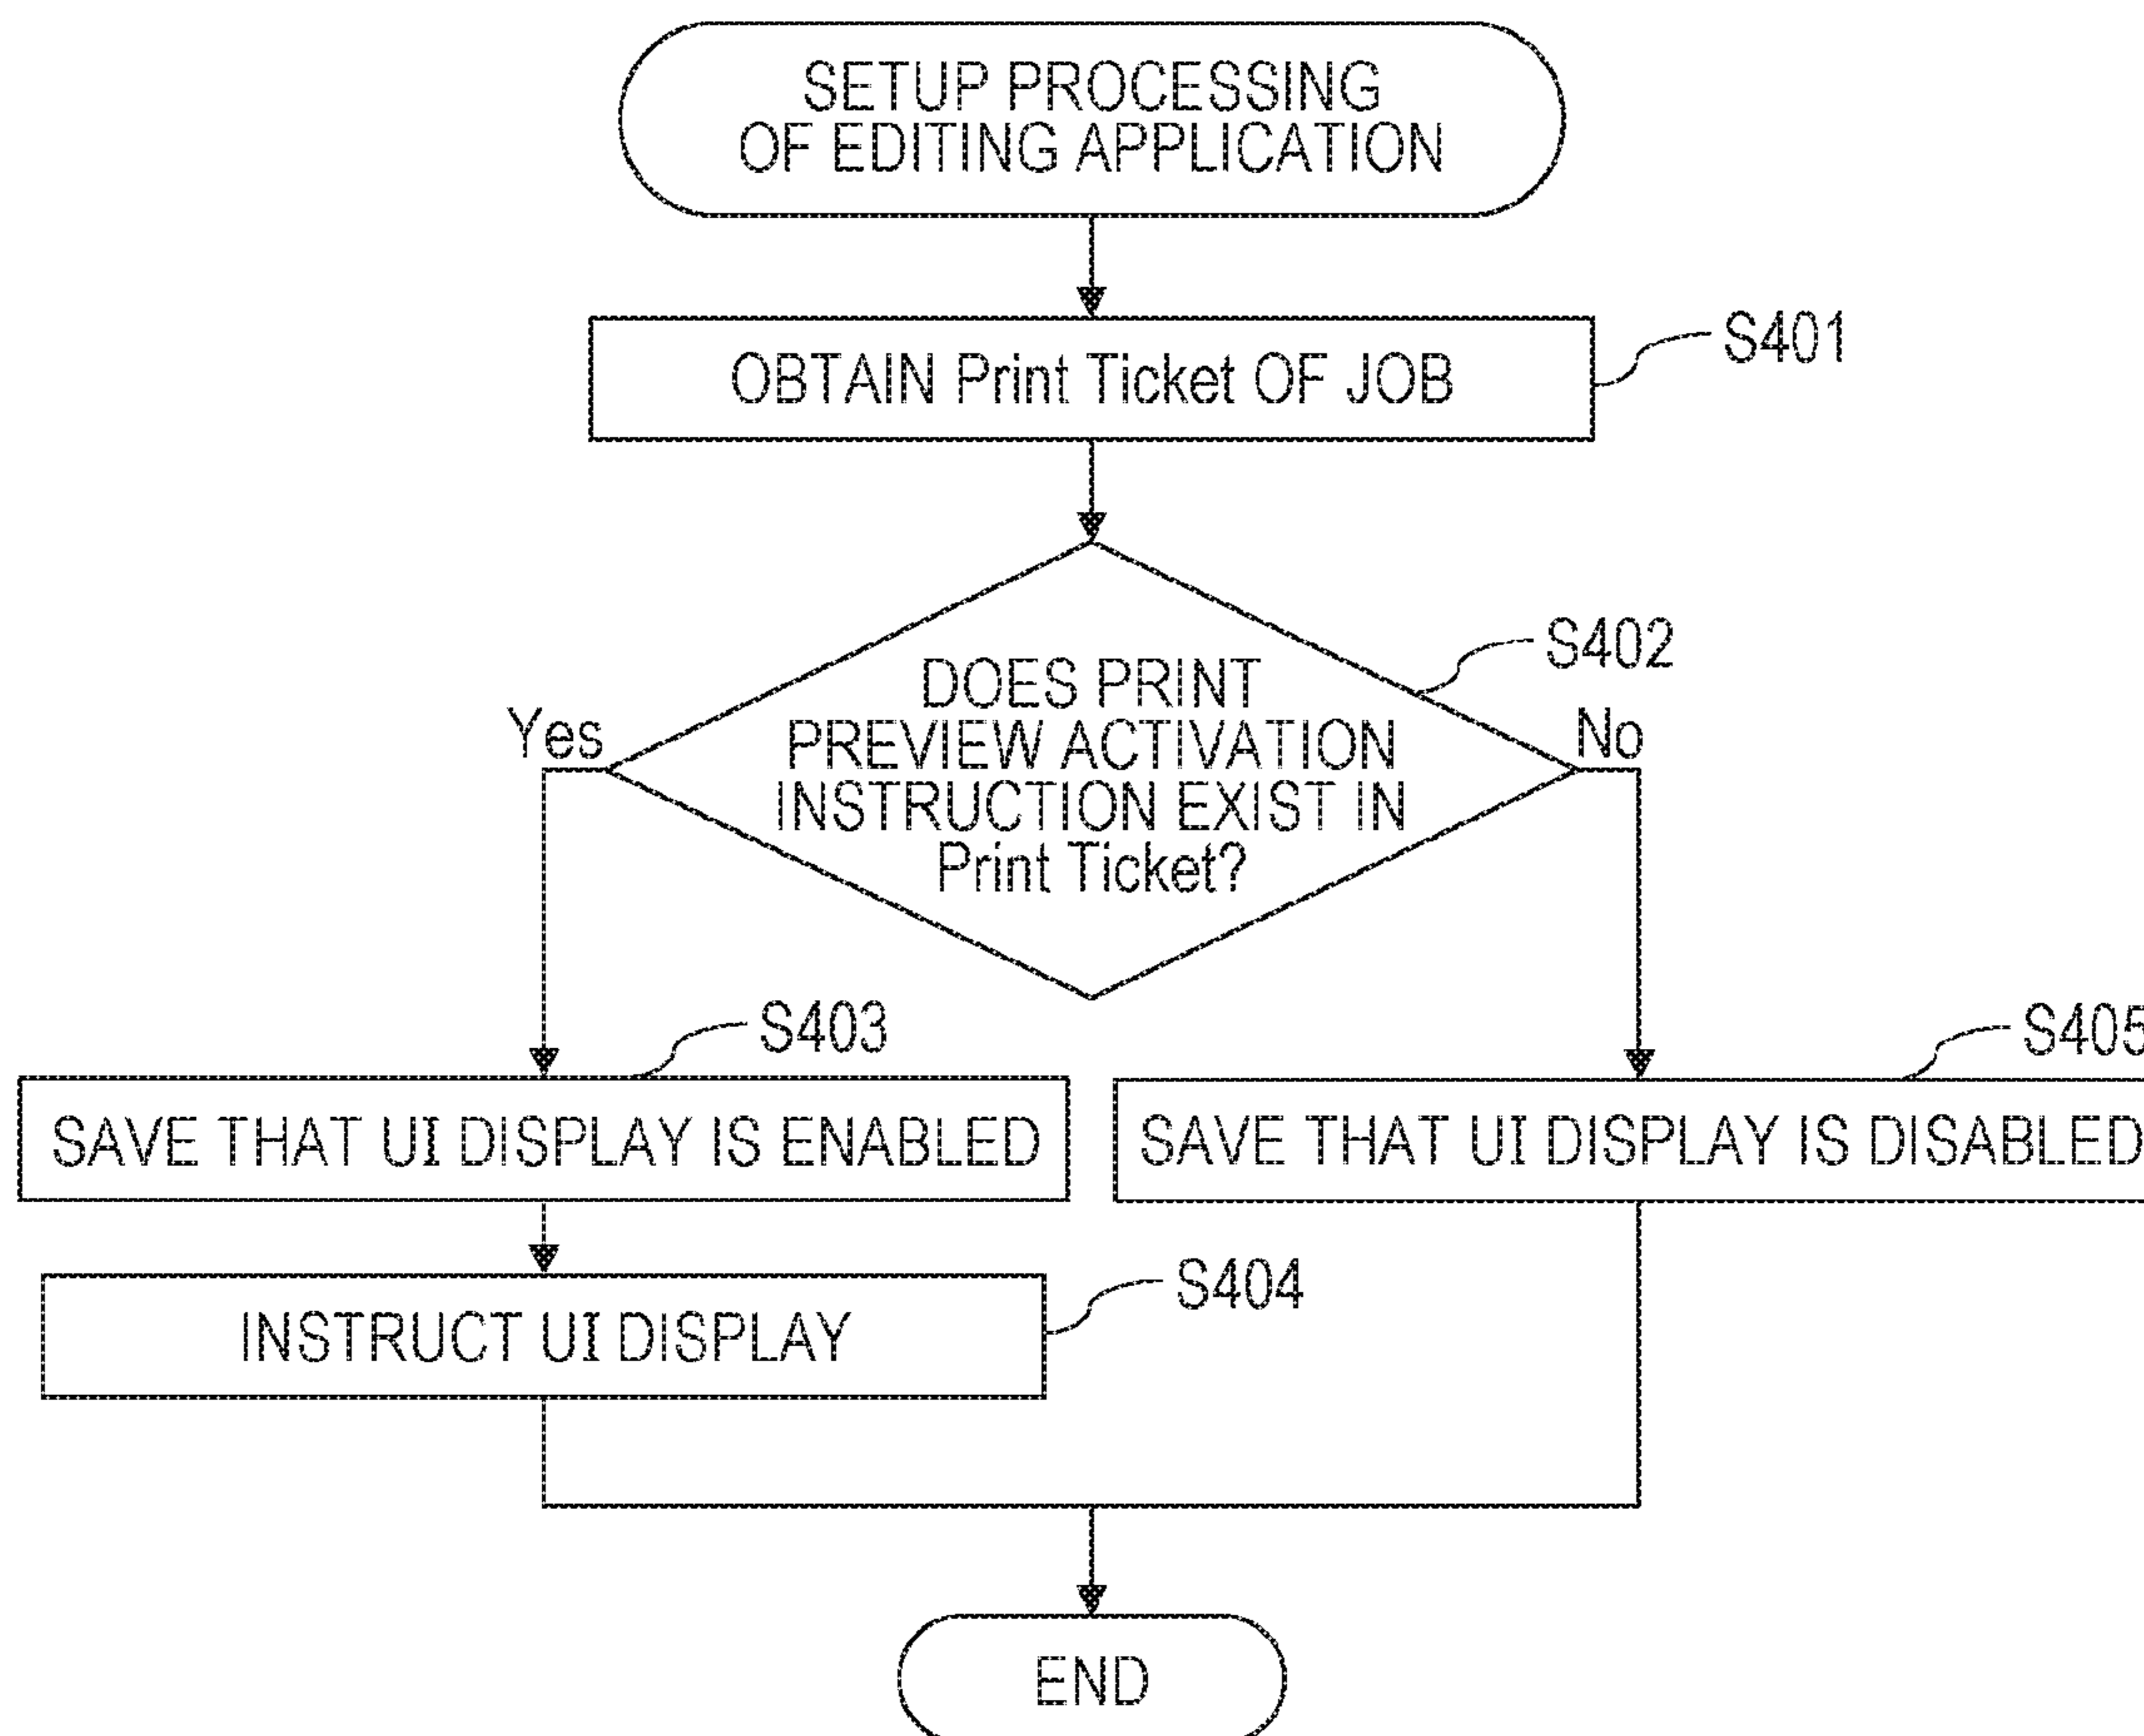 SETUP PROCESSING
OF EDITING APPLICATION
OBTAIN Print Ticket OF JOB
S401
DOES PRINT
PREVIEW ACTIVATION
INSTRUCTION EXIST IN
Print Ticket?
S402
Yes
No
S403
S405
SAVE THAT UI DISPLAY IS ENABLED
SAVE THAT UI DISPLAY IS DISABLED
INSTRUCT UI DISPLAY
S404
END